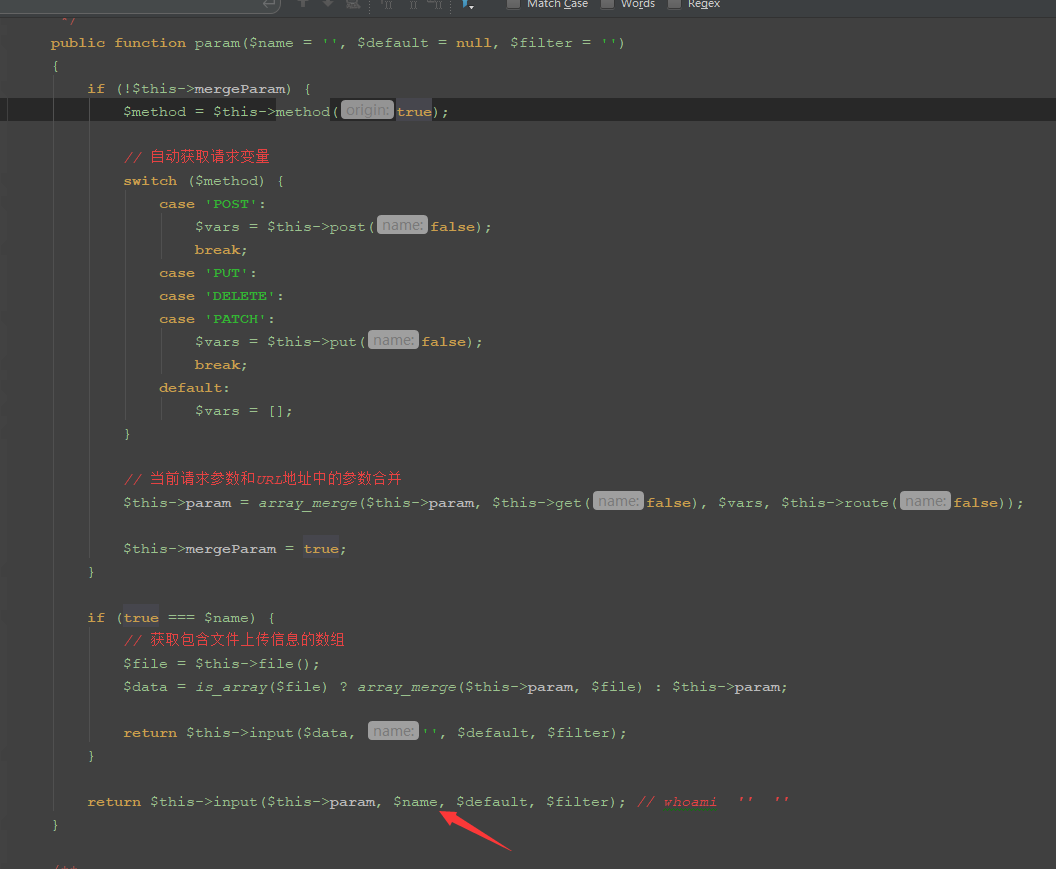 Match Case Words Regex
*/
public function param($name = '', $default = null, $filter = '')
{
if (!$this->mergeParam) {
$method = $this->method( origin: true);
// 自动获取请求变量
switch ($method) {
case 'POST':
$vars = $this->post( name: false);
break;
case 'PUT':
case 'DELETE':
case 'PATCH':
$vars = $this->put( name: false);
break;
default:
$vars = [];
}
// 当前请求参数和URL地址中的参数合并
$this->param = array_merge($this->param, $this->get( name: false), $vars, $this->route( name: false));
$this->mergeParam = true;
}
if (true === $name) {
// 获取包含文件上传信息的数组
$file = $this->file();
$data = is_array($file) ? array_merge($this->param, $file) : $this->param;
return $this->input($data, name: '', $default, $filter);
}
return $this->input($this->param, $name, $default, $filter); // whoami '' ''
}